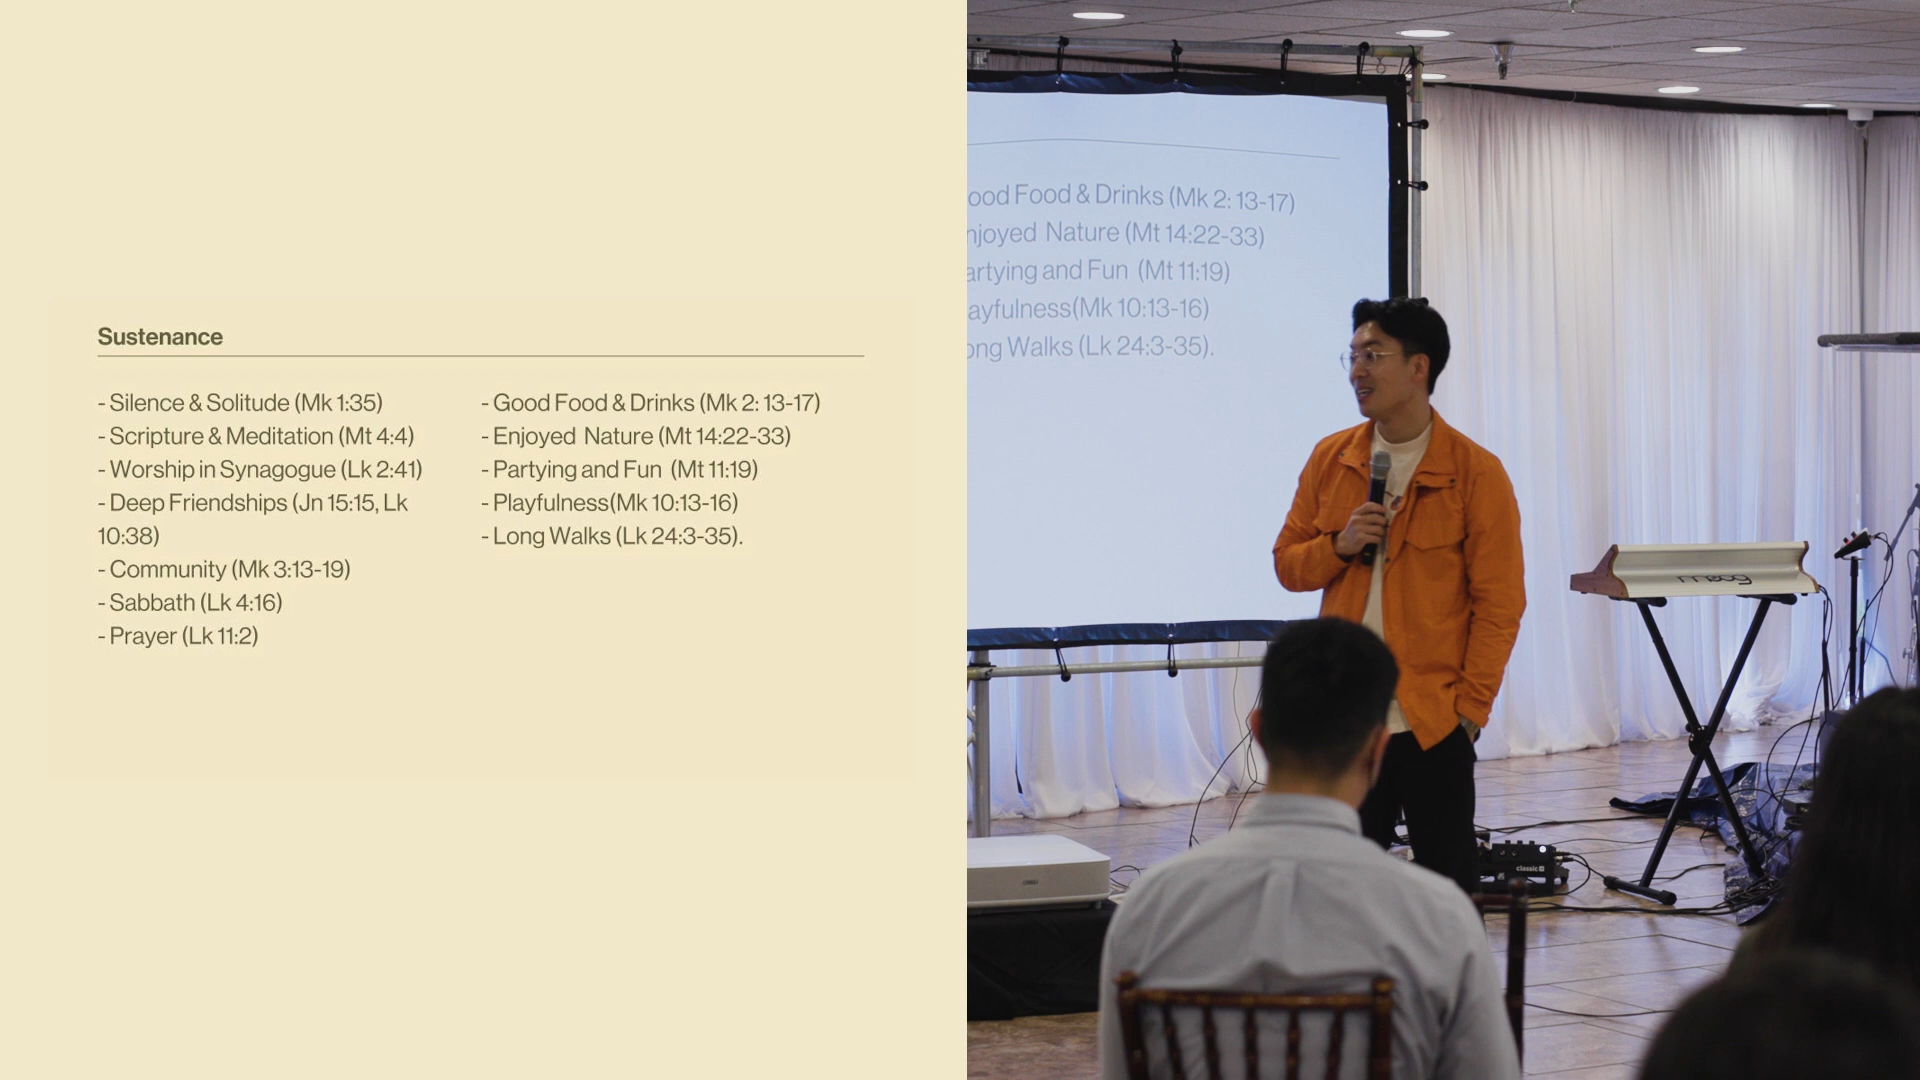 Sustenance
- Silence & Solitude (Mk 1:35)
- Scripture & Meditation (Mt 4:4)
- Worship in Synagogue (Lk 2:41)
- Deep Friendships (Jn 15:15, Lk
10:38)
- Community (Mk 3:13-19)
- Sabbath (Lk 4:16)
- Prayer (Lk 11:2)
- Good Food & Drinks (Mk 2: 13-17)
- Enjoyed  Nature (Mt 14:22-33)
- Partying and Fun  (Mt 11:19)
- Playfulness(Mk 10:13-16)
- Long Walks (Lk 24:3-35).
ood Food & Drinks (Mk 2: 13-17)
njoyed  Nature (Mt 14:22-33)
artying and Fun  (Mt 11:19)
ayfulness(Mk 10:13-16)
ong Walks (Lk 24:3-35).
moog
classic